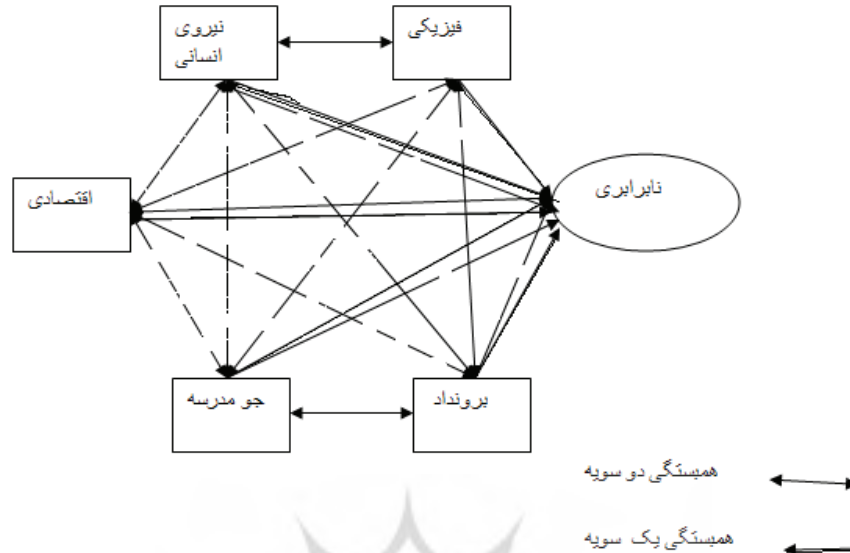 نیروی
انسانی
فیزیکی
اقتصادی
نابرابری
جو مدرسه
برونداد
همبستگی دو سویه
همبستگی یک سویه